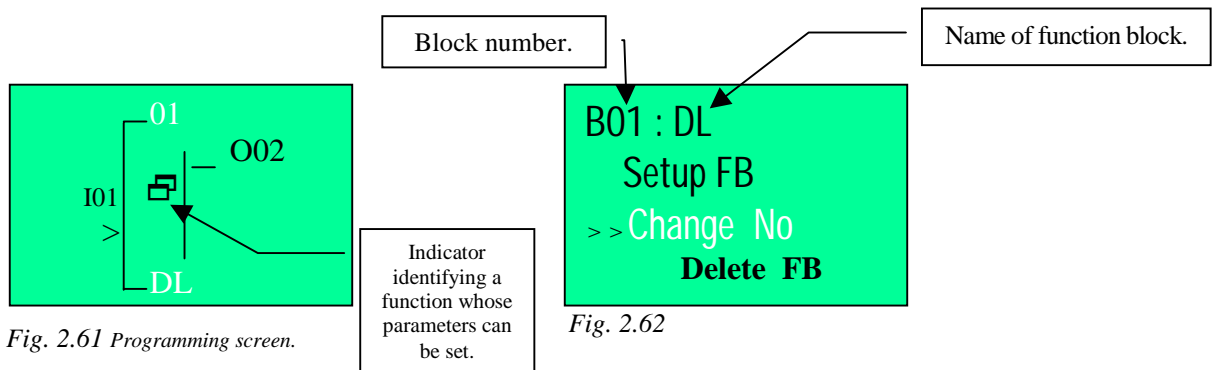 Block number.
Name of function block.
01
O02
I01
>
DL
Fig. 2.61 Programming screen.
Indicator
identifying a
function whose
parameters can
be set.
B01 : DL
Setup FB
>> Change No
Delete FB
Fig. 2.62